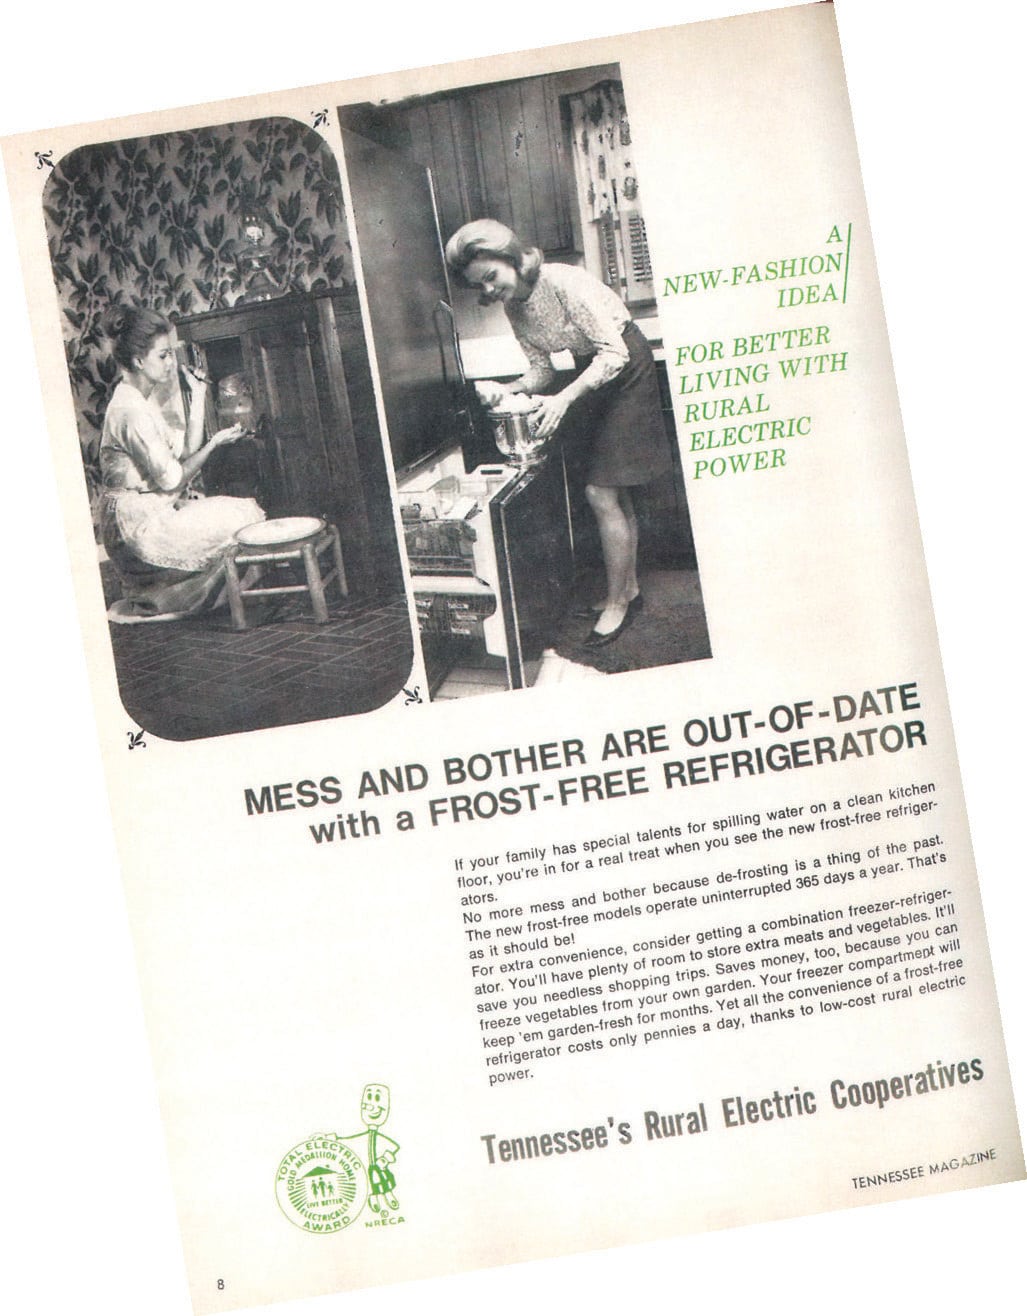 A
NEW-FASHION
IDEA
FOR BETTER
LIVING WITH
RURAL
ELECTRIC
POWER
MESS AND BOTHER ARE OUT-OF-DATE
with a FROST-FREE REFRIGERATOR
If your family has special talents for spilling water on a clean kitchen
floor, you're in for a real treat when you see the new frost-free refriger-
ators.
No more mess and bother because de-frosting is a thing of the past.
The new frost-free models operate uninterrupted 365 days a year. That's
as it should be!
For extra convenience, consider getting a combination freezer-refriger-
ator. You'll have plenty of room to store extra meats and vegetables. It'll
save you needless shopping trips. Saves money, too, because you can
freeze vegetables from your own garden. Your freezer compartment will
keep 'em garden-fresh for months. Yet all the convenience of a frost-free
refrigerator costs only pennies a day, thanks to low-cost rural electric
power.
TOTAL ELECTRIC
GOLD MEDALLION HOME
LIVE BETTER
ELECTRICALLY
AWARD
©
NRECA
Tennessee's Rural Electric Cooperatives
TENNESSEE MAGAZINE
8